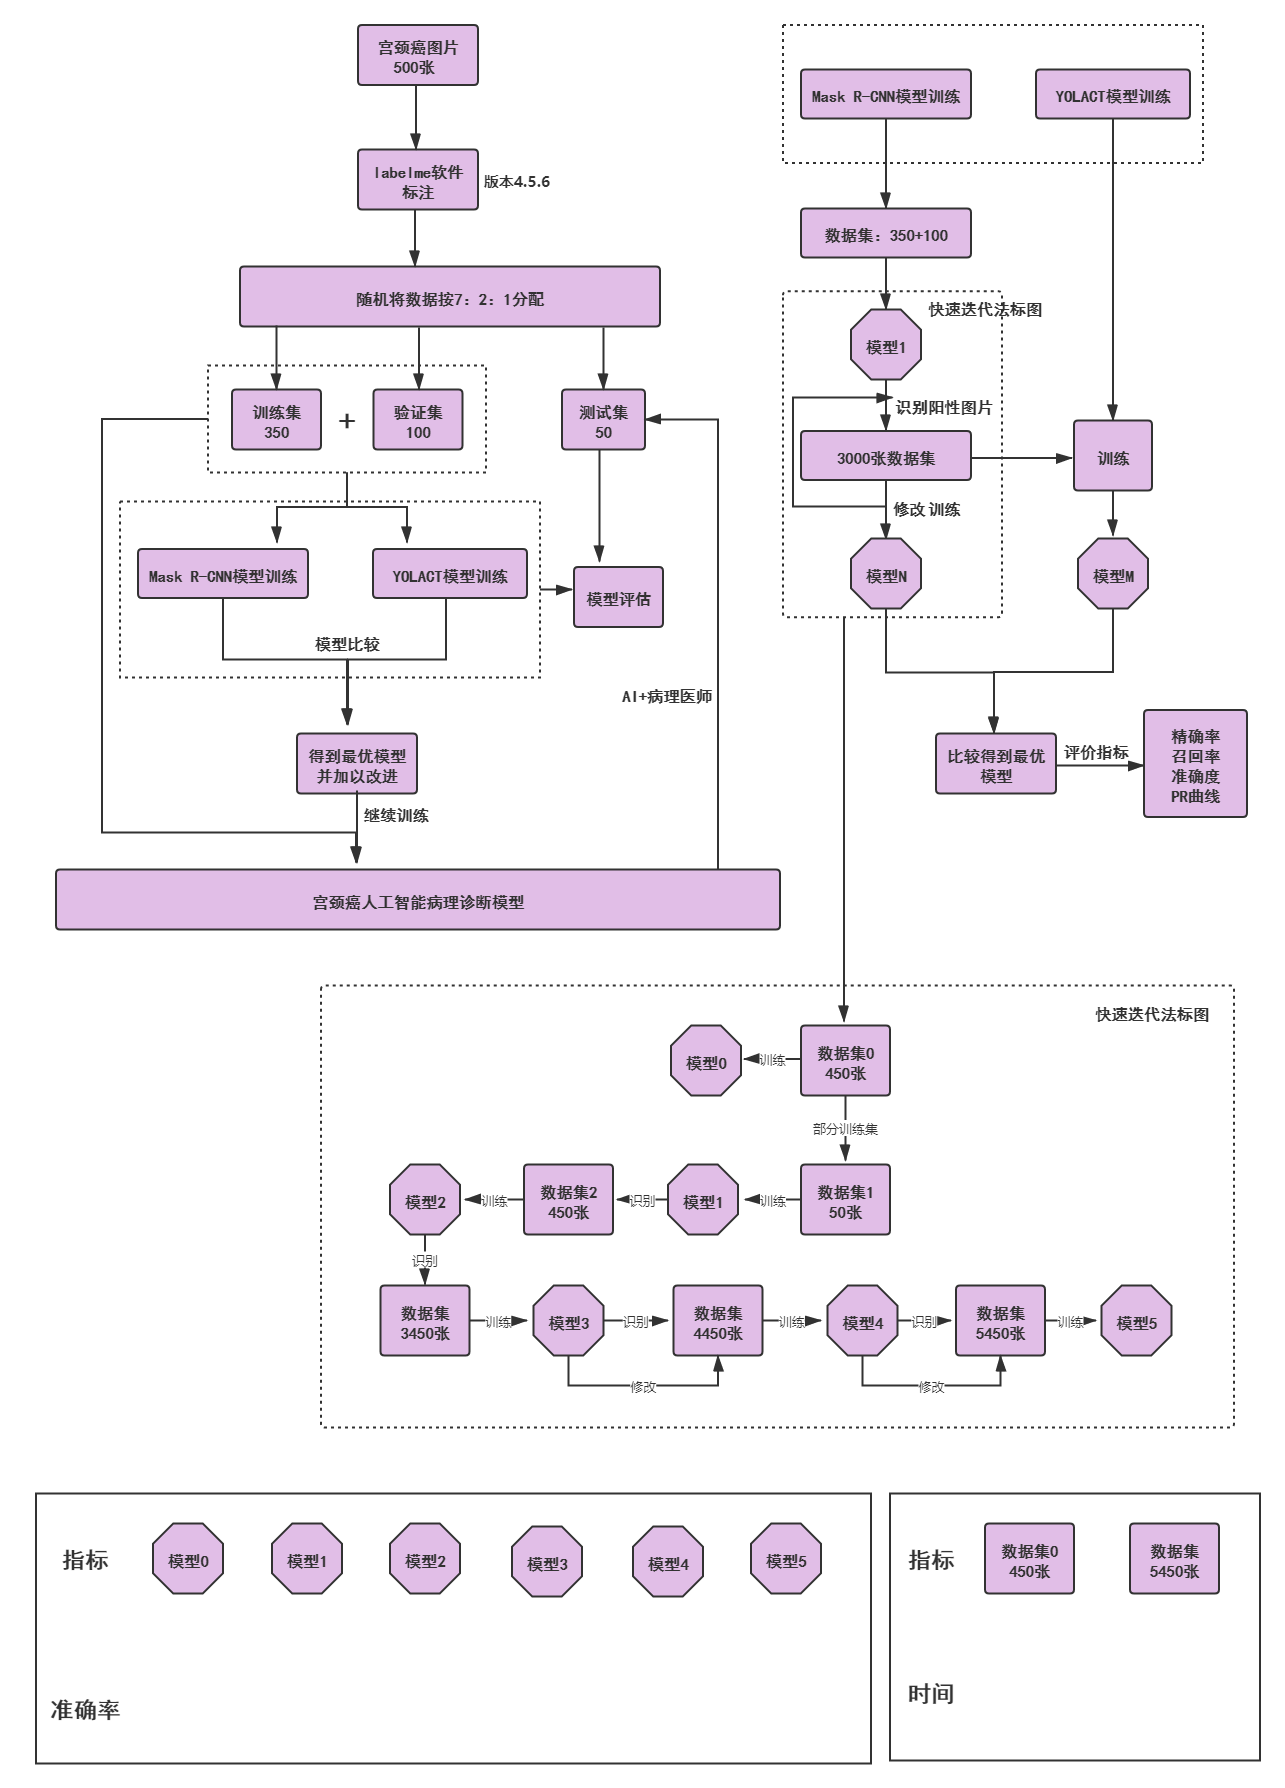 宫颈癌图片
500张
labelme软件
标注
版本4.5.6
随机将数据按7：2：1分配
训练集
350
+
验证集
100
测试集
50
Mask R-CNN模型训练
YOLACT模型训练
模型评估
模型比较
AI+病理医师
得到最优模型
并加以改进
继续训练
宫颈癌人工智能病理诊断模型
Mask R-CNN模型训练
YOLACT模型训练
数据集：350+100
快速迭代法标图
模型1
识别阳性图片
3000张数据集
训练
修改 训练
模型N
模型M
比较得到最优
模型
评价指标
精确率
召回率
准确度
PR曲线
快速迭代法标图
模型0
训练
数据集0
450张
部分训练集
模型2
训练
数据集2
450张
识别
模型1
训练
数据集1
50张
识别
数据集
3450张
训练
模型3
识别
数据集
4450张
训练
模型4
识别
数据集
5450张
训练
模型5
修改
修改
指标
模型0
模型1
模型2
模型3
模型4
模型5
准确率
指标
数据集0
450张
数据集
5450张
时间